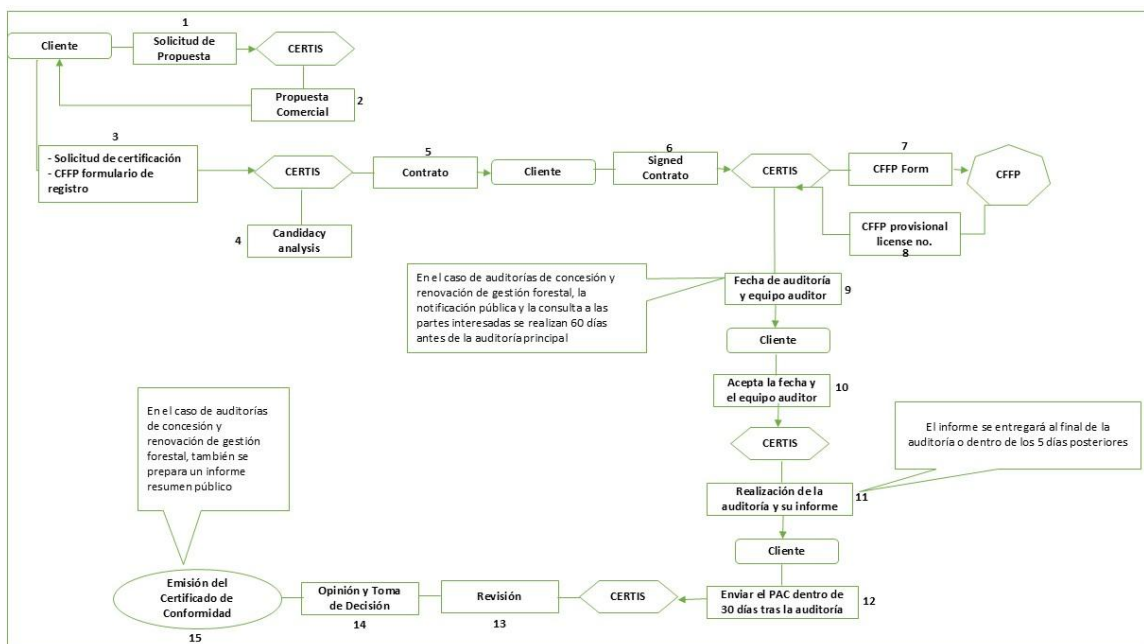 1
Cliente
Solicitud de
Propuesta
CERTIS
Propuesta
Comercial
2
3
- Solicitud de certificación
- CFFP formulario de
registro
CERTIS
4
Candidacy
analysis
5
Contrato
Cliente
6
Signed
Contrato
CERTIS
7
CFFP Form
CFFP
CFFP provisional
license no.
8
En el caso de auditorías de concesión y
renovación de gestión forestal, la
notificación pública y la consulta a las
partes interesadas se realizan 60 días
antes de la auditoría principal
Fecha de auditoría
y equipo auditor
9
Cliente
Acepta la fecha y
el equipo auditor
10
CERTIS
El informe se entregará al final de la
auditoría o dentro de los 5 días posteriores
Realización de la
auditoría y su informe
11
Cliente
Enviar el PAC dentro de
30 días tras la auditoría
12
CERTIS
Revisión
13
Opinión y Toma
de Decisión
14
En el caso de auditorías
de concesión y
renovación de gestión
forestal, también se
prepara un informe
resumen público
Emisión del
Certificado de
Conformidad
15